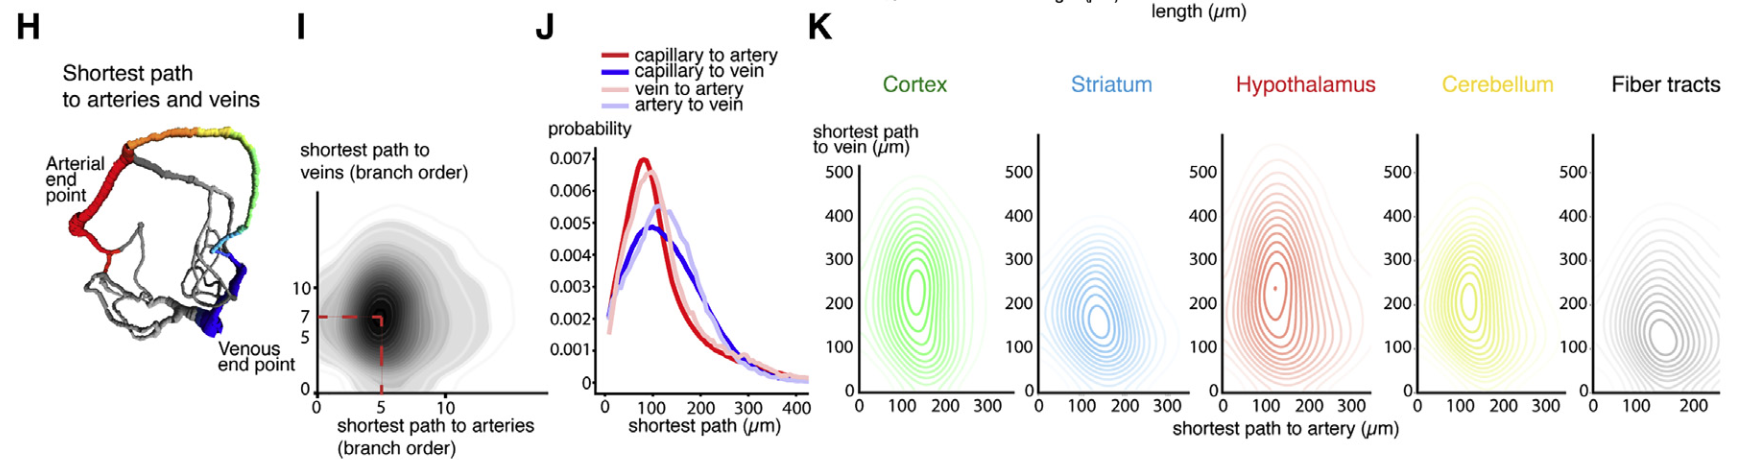 length (µm)
H
Shortest path
to arteries and veins
Arterial
end
point
Venous
end point
I
shortest path to
veins (branch order)
10
7
5
0
0 5 10
shortest path to arteries
(branch order)
J
capillary to artery
capillary to vein
vein to artery
artery to vein
probability
0.007
0.006
0.005
0.004
0.003
0.002
0.001
0
0 100 200 300 400
shortest path (µm)
K
Cortex
Striatum
Hypothalamus
Cerebellum
Fiber tracts
shortest path
to vein (µm)
500 500 500 500 500
400 400 400 400 400
300 300 300 300 300
200 200 200 200 200
100 100 100 100 100
0 0 0 0 0
0 100 200 300 0 100 200 300 0 100 200 300 0 100 200 300 0 100 200
shortest path to artery (µm)